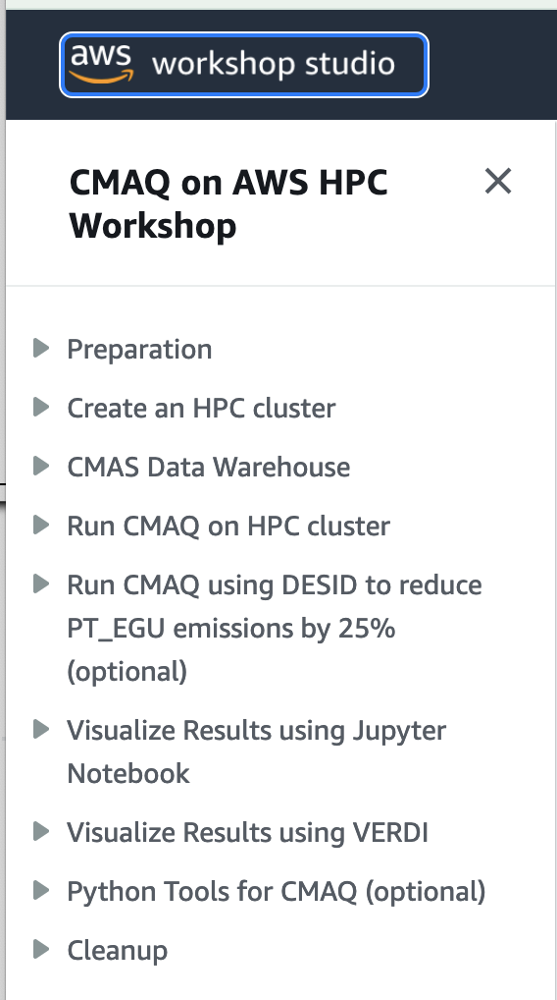 aws workshop studio
CMAQ on AWS HPC
Workshop
Preparation
Create an HPC cluster
CMAS Data Warehouse
Run CMAQ on HPC cluster
Run CMAQ using DESID to reduce
PT_EGU emissions by 25%
(optional)
Visualize Results using Jupyter
Notebook
Visualize Results using VERDI
Python Tools for CMAQ (optional)
Cleanup